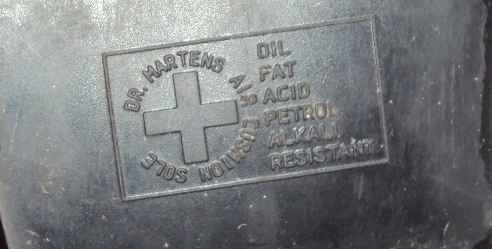 DR. MARTENS AIR CUSHION SOLE
OIL
FAT
ACID
PETROL
ALKALI
RESISTANT